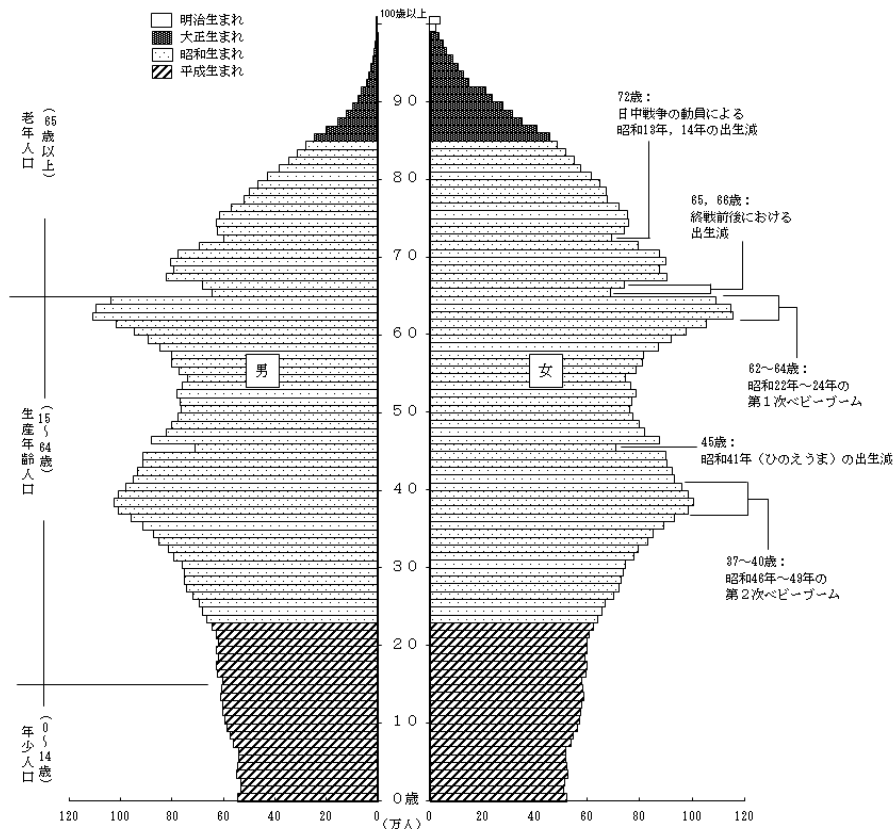 明治生まれ
大正生まれ
昭和生まれ
平成生まれ
100歳以上
90
80
70
60
50
40
30
20
10
0歳
老年人口
(65歳以上)
生産年齢人口
(15～64歳)
年少人口
(0～14歳)
男
女
72歳：
日中戦争の動員による
昭和13年，14年の出生減
65，66歳：
終戦前後における
出生減
62～64歳：
昭和22年～24年の
第１次ベビーブーム
45歳：
昭和41年（ひのえうま）の出生減
37～40歳：
昭和46年～49年の
第２次ベビーブーム
120 100 80 60 40 20 0
(万人)
0 20 40 60 80 100 120